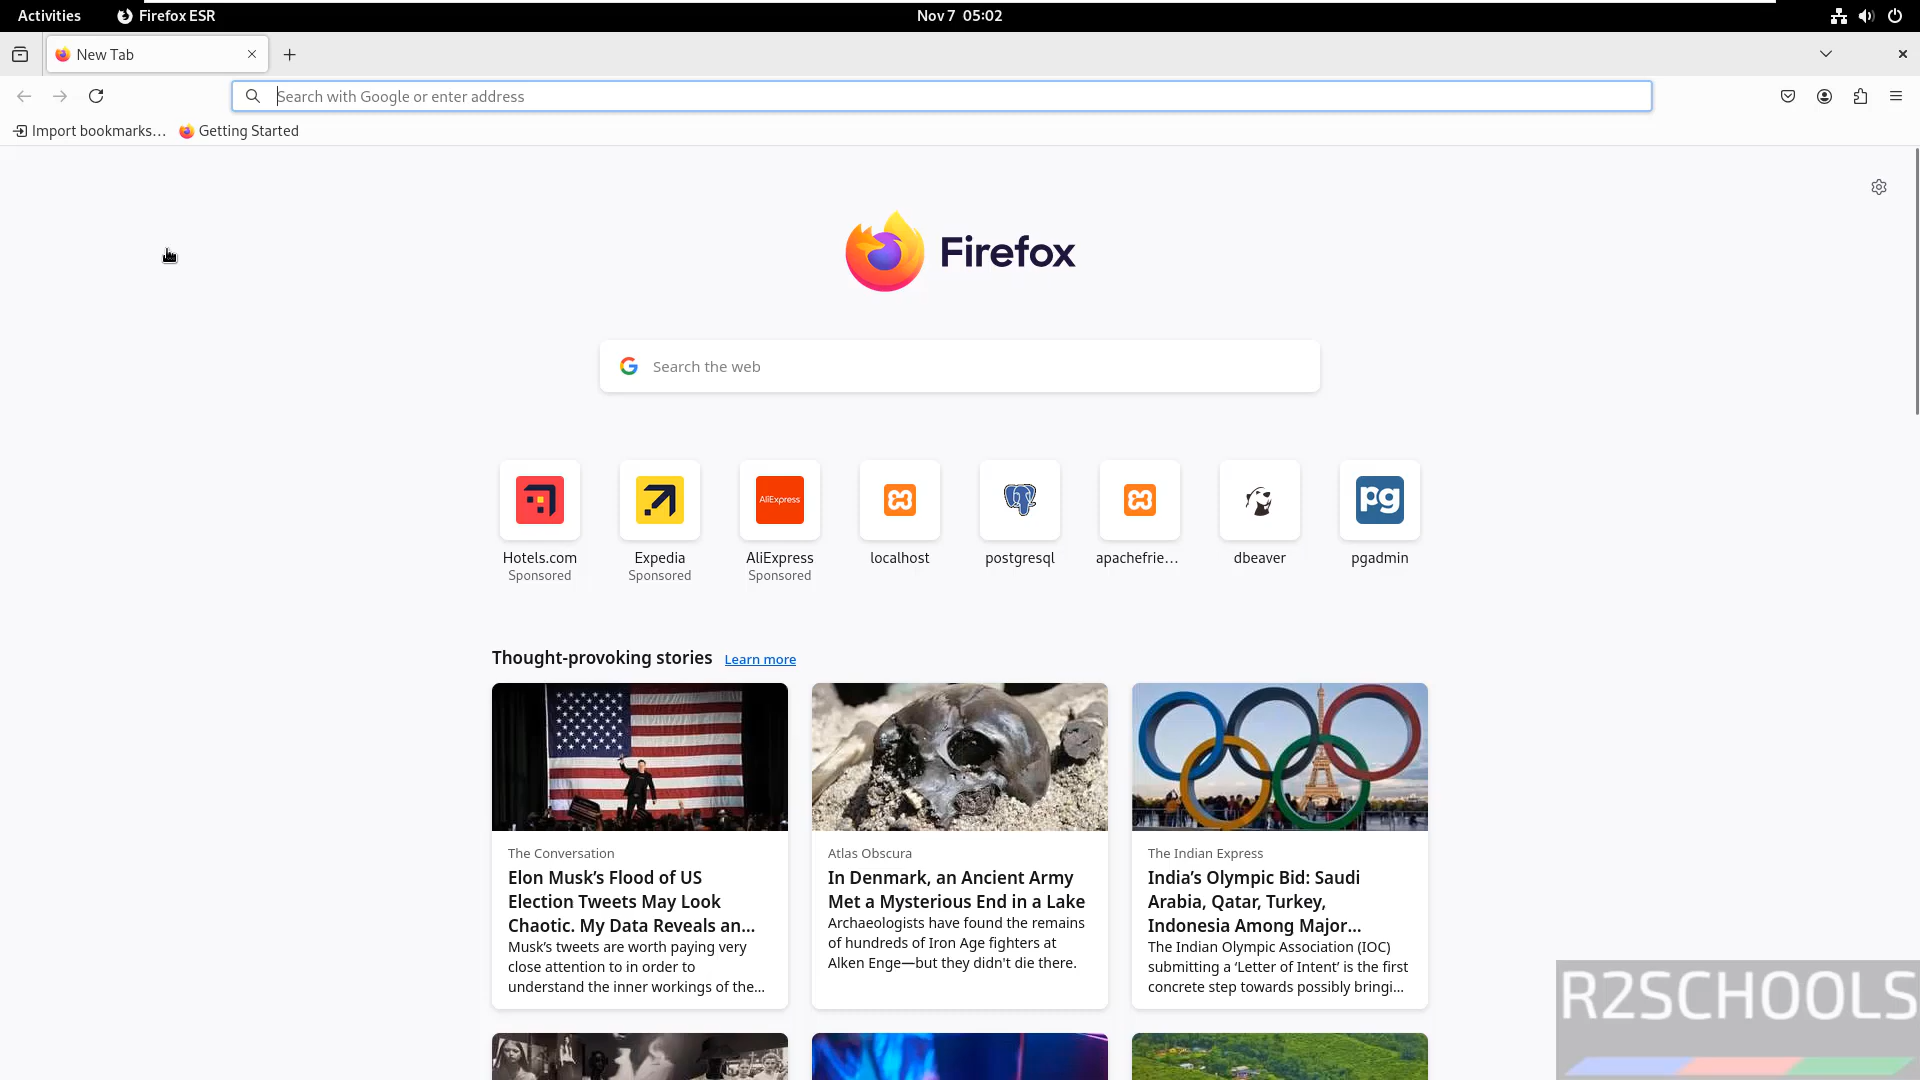 Activities
Firefox ESR
Nov 7 05:02
New Tab
Search with Google or enter address
Import bookmarks...
Getting Started
Firefox
Search the web
AliExpress
pg
Hotels.com
Sponsored
Expedia
Sponsored
AliExpress
Sponsored
localhost
postgresql
apachefrie...
dbeaver
pgadmin
Thought-provoking stories
Learn more
The Conversation
Elon Musk’s Flood of US
Election Tweets May Look
Chaotic. My Data Reveals an...
Musk’s tweets are worth paying very
close attention to in order to
understand the inner workings of the...
Atlas Obscura
In Denmark, an Ancient Army
Met a Mysterious End in a Lake
Archaeologists have found the remains
of hundreds of Iron Age fighters at
Alken Enge—but they didn't die there.
The Indian Express
India’s Olympic Bid: Saudi
Arabia, Qatar, Turkey,
Indonesia Among Major...
The Indian Olympic Association (IOC)
submitting a ‘Letter of Intent’ is the first
concrete step towards possibly bringi...
R2SCHOOLS